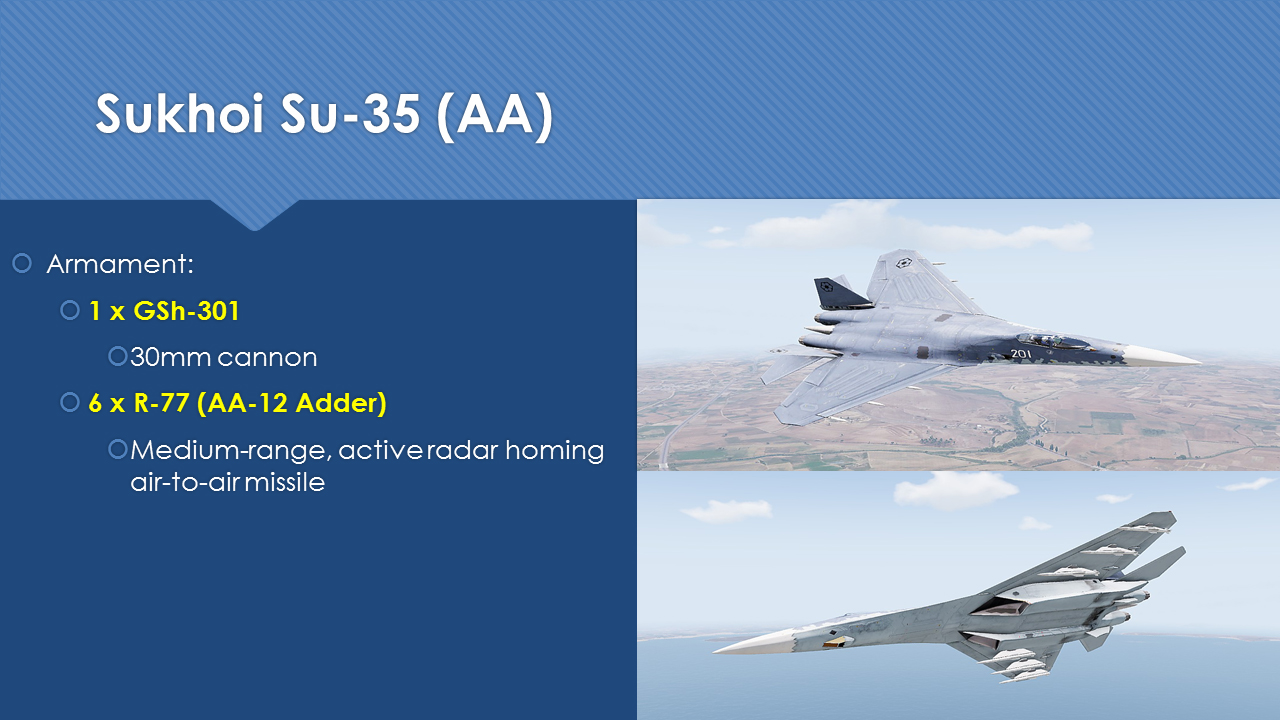 Sukhoi Su-35 (AA)
Armament:
1 x GSh-301
30mm cannon
6 x R-77 (AA-12 Adder)
Medium-range, active radar homing
air-to-air missile
201